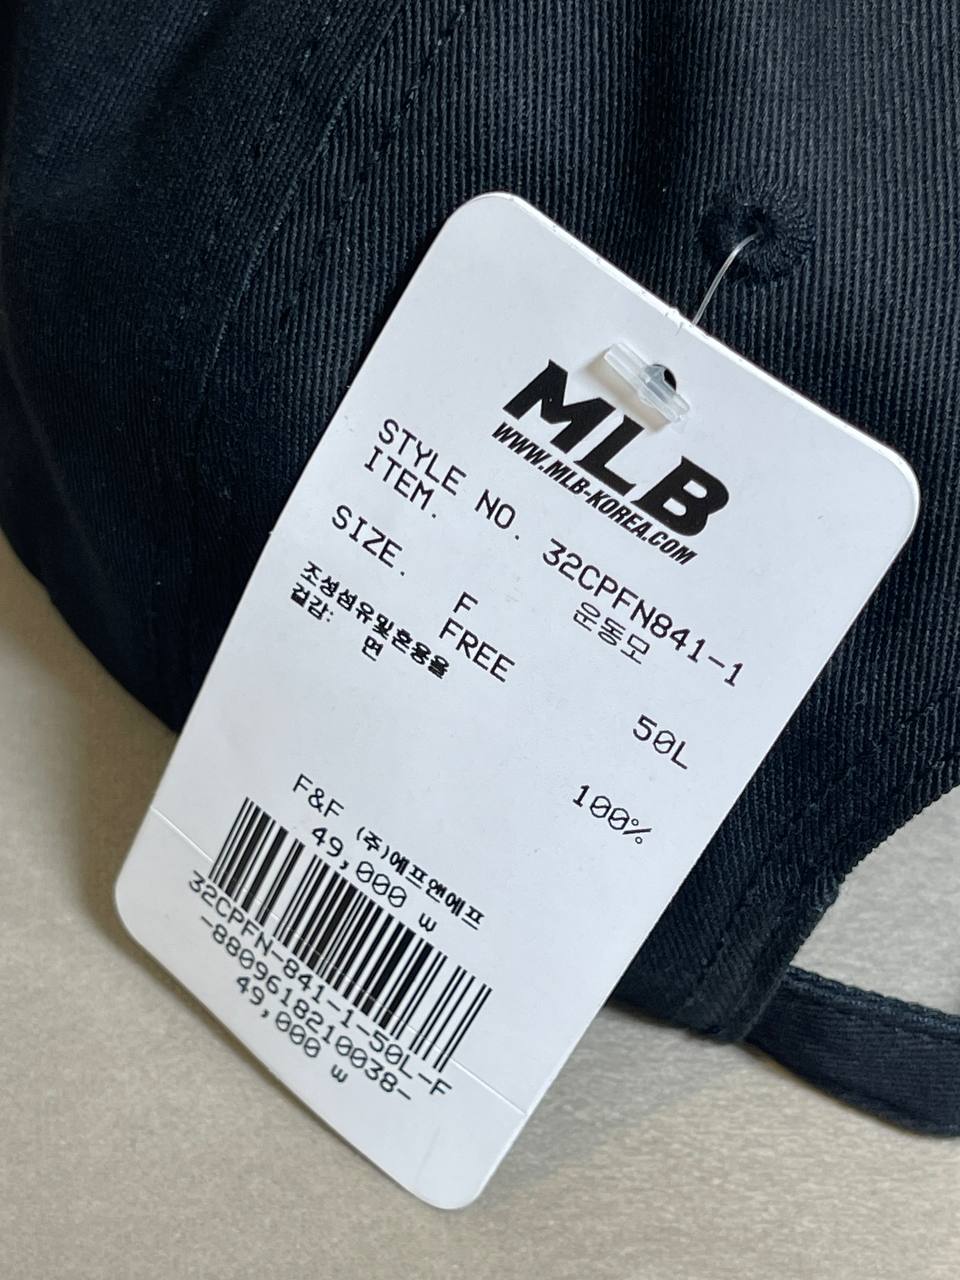 MLB
WWW.MLB-KOREA.COM
STYLE NO. 32CPFN841-1
ITEM. 운동모
SIZE. F
FREE 50L
조성섬유및혼용율
겉감:
면 100%
F&F (주)에프앤에프
49,000 ₩
32CPFN-841-1-50L-F
-8809618210038-
49,000 ₩